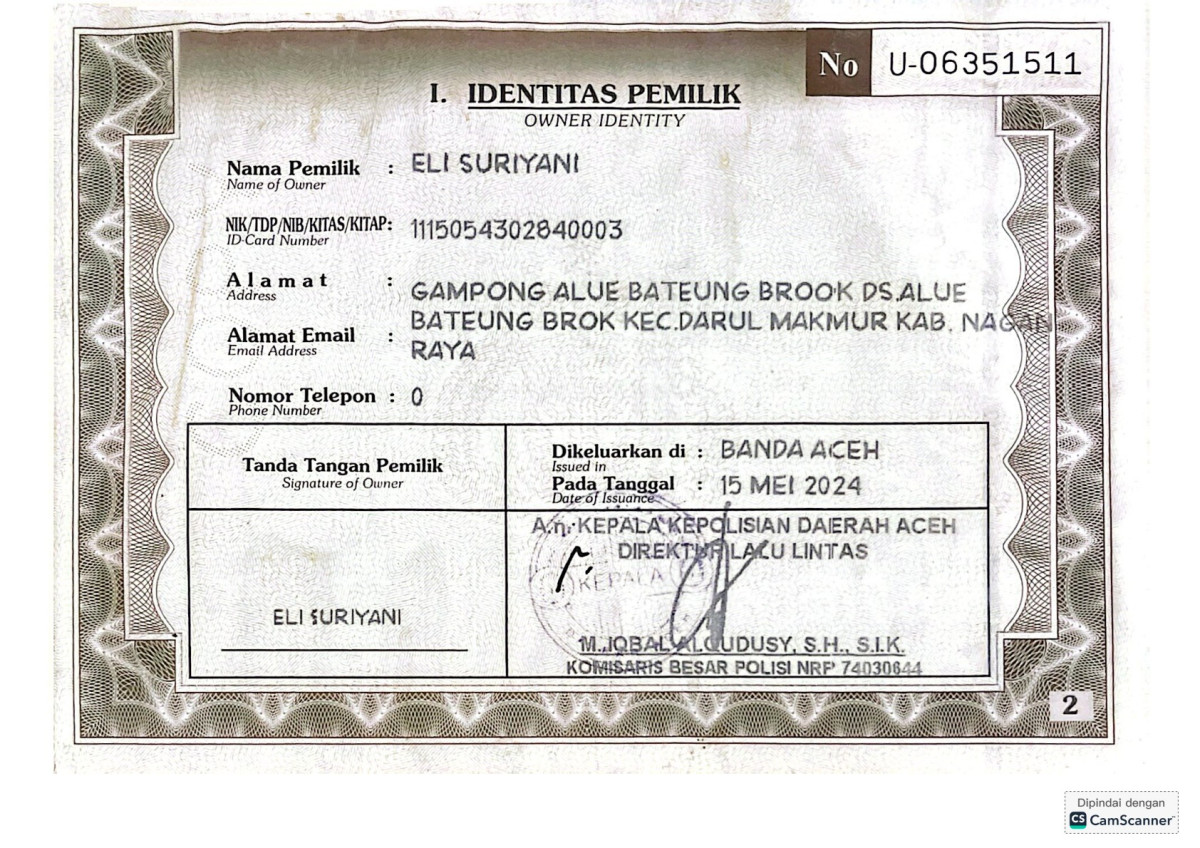 No U-06351511
I. IDENTITAS PEMILIK
OWNER IDENTITY
Nama Pemilik : ELI SURIYANI
Name of Owner
NIK/TDP/NIB/KITAS/KITAP: 1115054302840003
ID-Card Number
Alamat : GAMPONG ALUE BATEUNG BROOK DS.ALUE
Address
BATEUNG BROK KEC.DARUL MAKMUR KAB. NAGAN
Alamat Email :
Email Address
RAYA
Nomor Telepon : 0
Phone Number
Tanda Tangan Pemilik
Signature of Owner
ELI SURIYANI
Dikeluarkan di : BANDA ACEH
Issued in
Pada Tanggal : 15 MEI 2024
Date of Issuance
A.n. KEPALA KEPOLISIAN DAERAH ACEH
DIREKTUR LALU LINTAS
KEPALA
M. IQBAL ALQUDUSY, S.H., S.I.K.
KOMISARIS BESAR POLISI NRP 74030644
2
Dipindai dengan
CS CamScanner